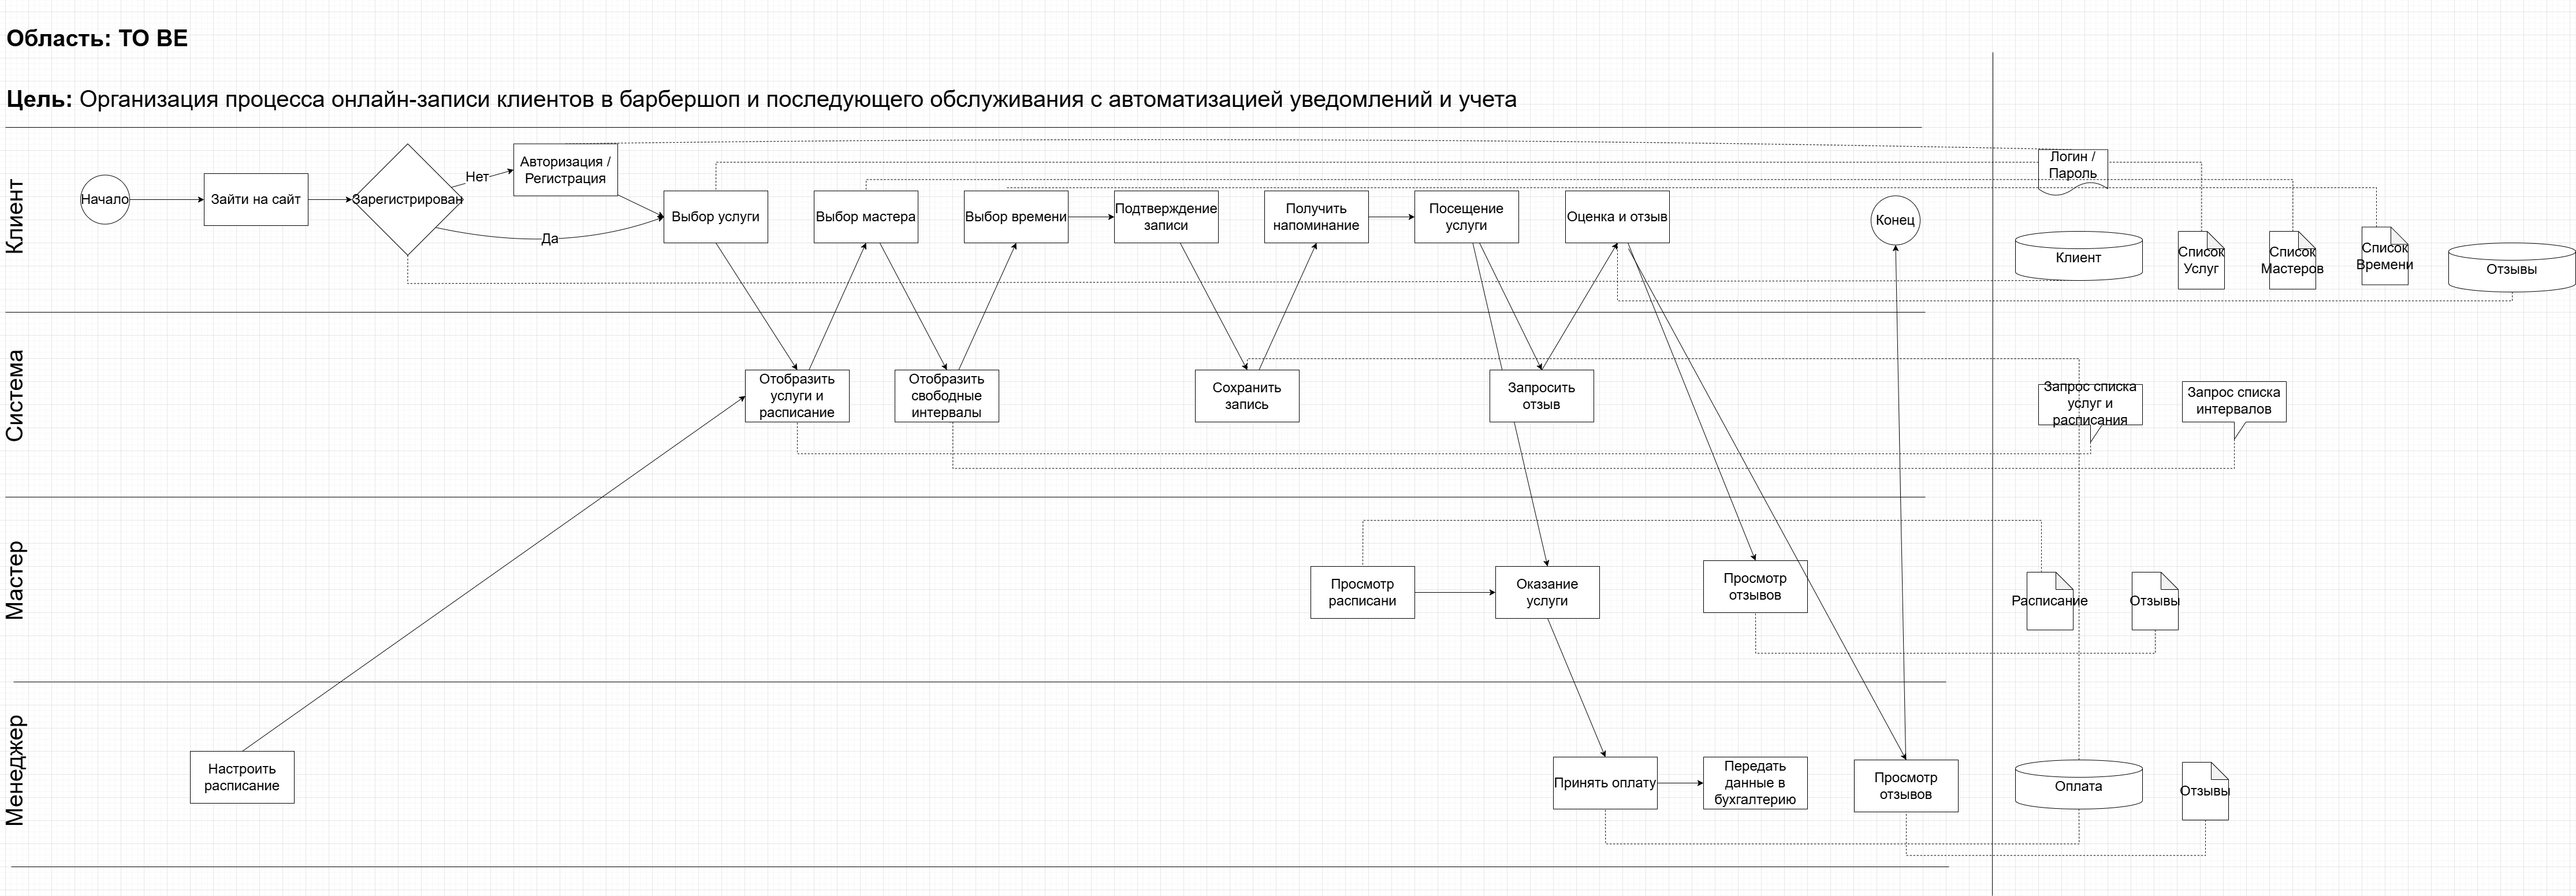 Область: TO BE
Цель: Организация процесса онлайн-записи клиентов в барбершоп и последующего обслуживания с автоматизацией уведомлений и учета
Клиент
Начало
Зайти на сайт
Зарегистрирован
Нет
Да
Авторизация /
Регистрация
Выбор услуги
Выбор мастера
Выбор времени
Подтверждение
записи
Получить
напоминание
Посещение
услуги
Оценка и отзыв
Конец
Логин /
Пароль
Клиент
Список
Услуг
Список
Мастеров
Список
Времени
Отзывы
Система
Отобразить
услуги и
расписание
Отобразить
свободные
интервалы
Сохранить
запись
Запросить
отзыв
Запрос списка
услуг и
расписания
Запрос списка
интервалов
Мастер
Просмотр
расписани
Оказание
услуги
Просмотр
отзывов
Расписание
Отзывы
Менеджер
Настроить
расписание
Принять оплату
Передать
данные в
бухгалтерию
Просмотр
отзывов
Оплата
Отзывы